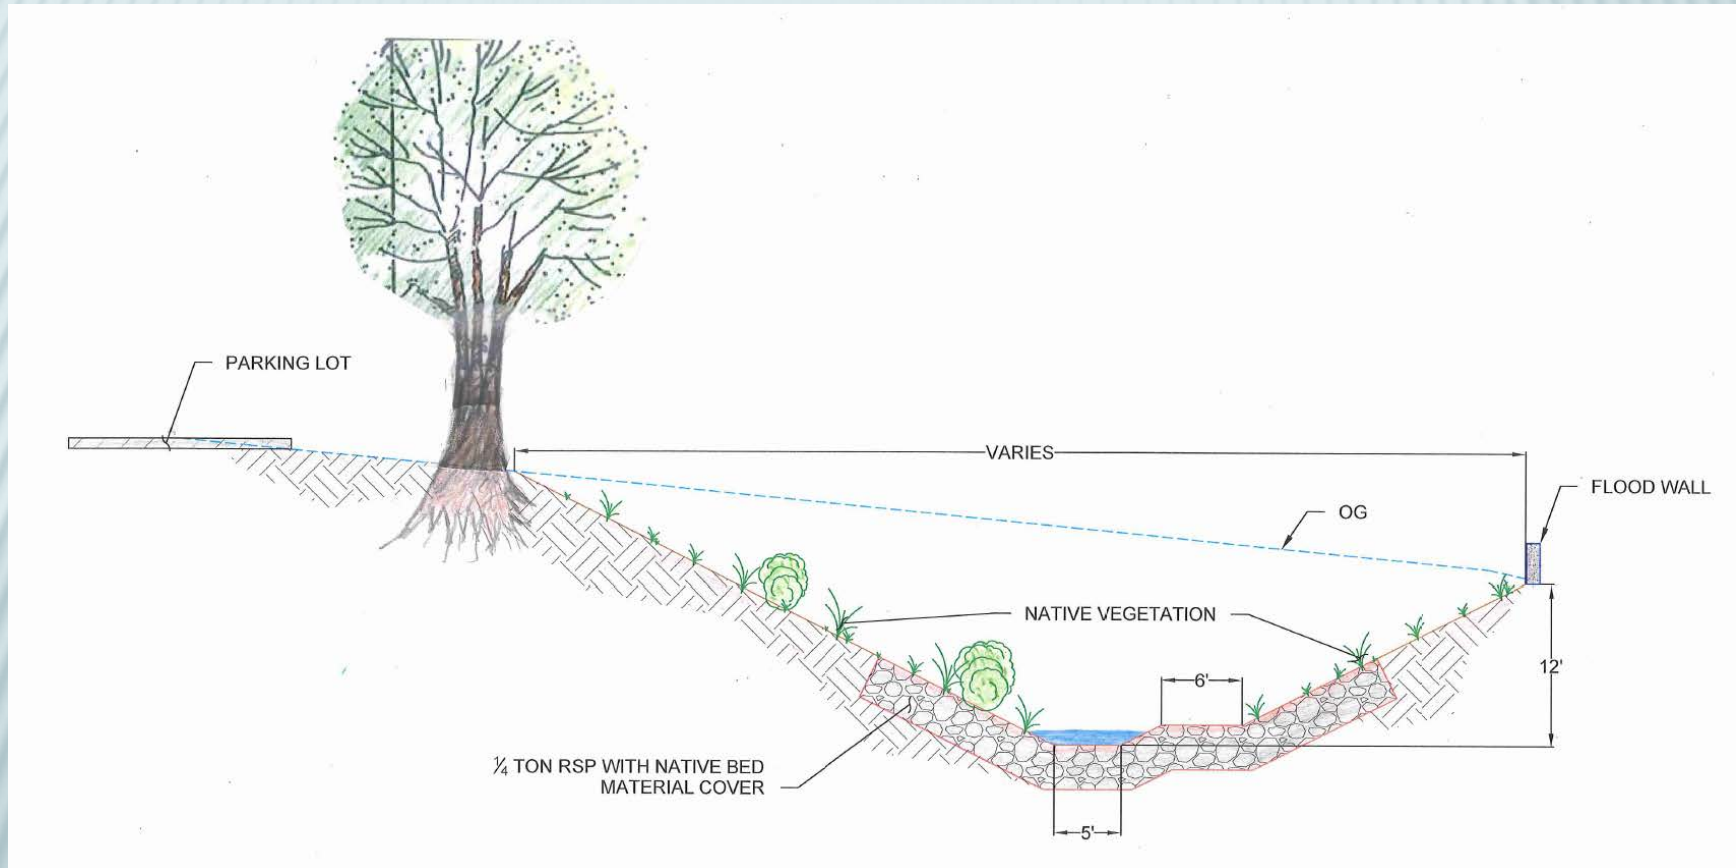 PARKING LOT
VARIES
FLOOD WALL
OG
NATIVE VEGETATION
12'
6'
¼ TON RSP WITH NATIVE BED
MATERIAL COVER
5'